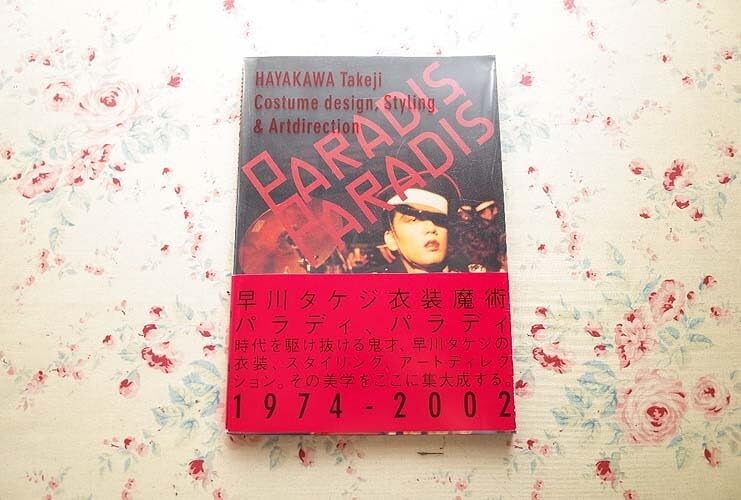 HAYAKAWA Takeji
Costume design, Styling
& Artdirection
PARADIS
PARADIS
早川タケジ衣装魔術
パラディ、パラディ
時代を駆け抜ける鬼才、早川タケジの
衣装、スタイリング、アートディレク
ション。その美学をここに集大成する。
1974-2002